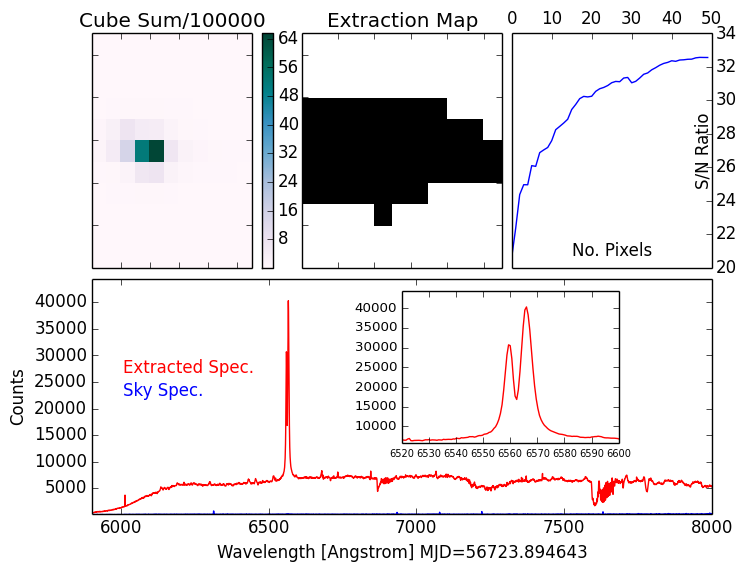 Cube Sum/100000
Extraction Map
0 10 20 30 40 50
64
56
48
40
32
24
16
8
34
32
30
28
26
24
22
20
S/N Ratio
No. Pixels
40000
35000
30000
25000
20000
15000
10000
5000
Counts
Extracted Spec.
Sky Spec.
40000
35000
30000
25000
20000
15000
10000
6520 6530 6540 6550 6560 6570 6580 6590 6600
6000 6500 7000 7500 8000
Wavelength [Angstrom] MJD=56723.894643